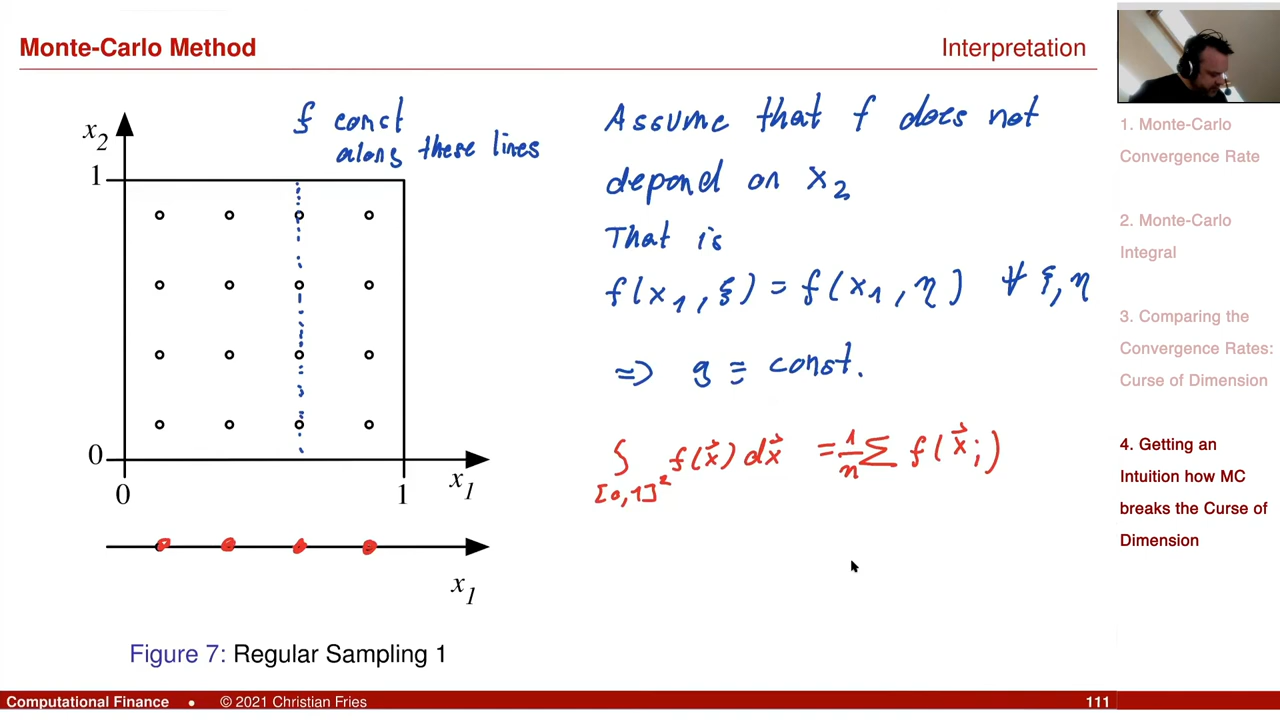 Monte-Carlo Method
Interpretation
x2
1
0
0
1
x1
x1
f const
along these lines
Assume that f does not
depend on x2
That is
f(x1, ξ) = f(x1, η) ∀ ξ, η
=> g ≡ const.
∫[0,1]² f(x⃗) dx⃗ = 1/n Σ f(x⃗i)
Figure 7: Regular Sampling 1
1. Monte-Carlo
Convergence Rate
2. Monte-Carlo
Integral
3. Comparing the
Convergence Rates:
Curse of Dimension
4. Getting an
Intuition how MC
breaks the Curse of
Dimension
Computational Finance • © 2021 Christian Fries
111